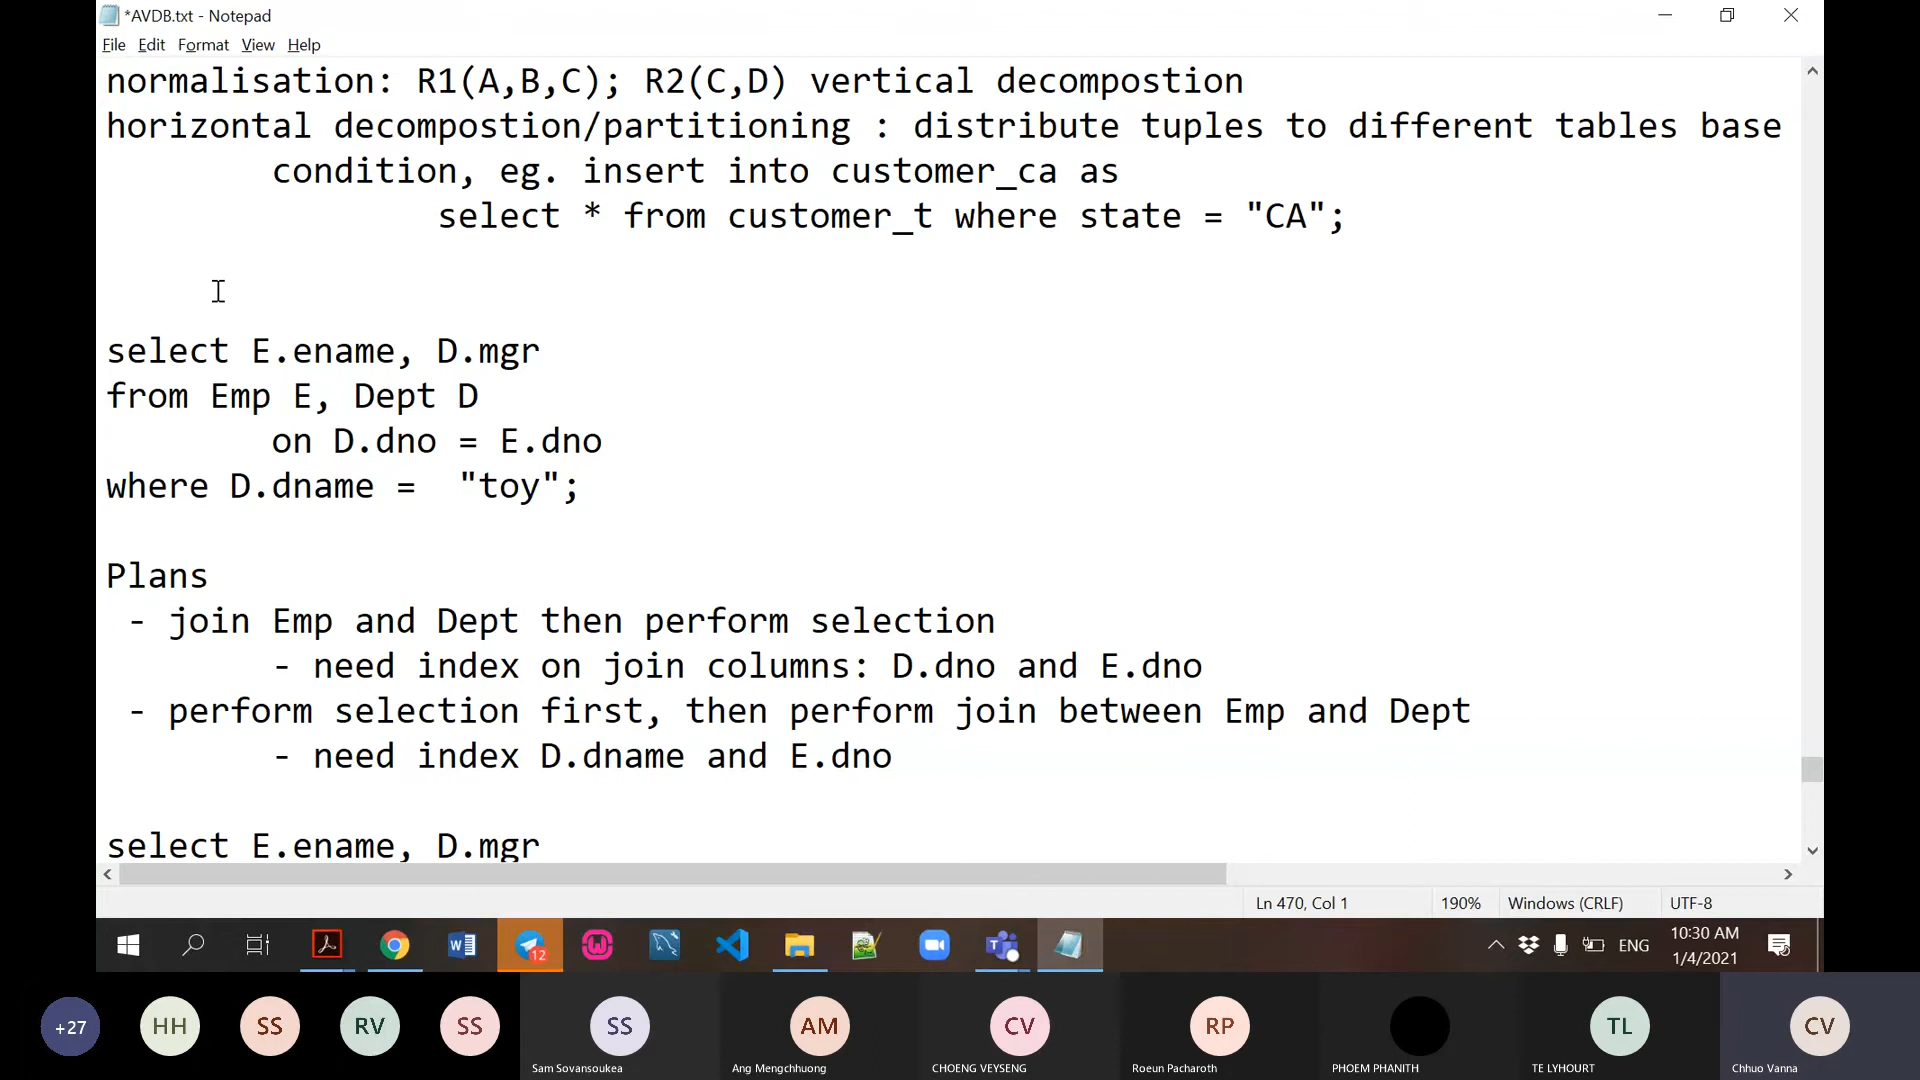 *AVDB.txt - Notepad
File Edit Format View Help
normalisation: R1(A,B,C); R2(C,D) vertical decompostion
horizontal decompostion/partitioning : distribute tuples to different tables base
condition, eg. insert into customer_ca as
select * from customer_t where state = "CA";
select E.ename, D.mgr
from Emp E, Dept D
on D.dno = E.dno
where D.dname =  "toy";
Plans
- join Emp and Dept then perform selection
- need index on join columns: D.dno and E.dno
- perform selection first, then perform join between Emp and Dept
- need index D.dname and E.dno
select E.ename, D.mgr
Ln 470, Col 1 190% Windows (CRLF) UTF-8
12
ENG
10:30 AM
1/4/2021
+27 HH SS RV SS SS AM CV RP TL CV
Sam Sovansoukea Ang Mengchhuong CHOENG VEYSENG Roeun Pacharoth PHOEM PHANITH TE LYHOURT Chhuo Vanna